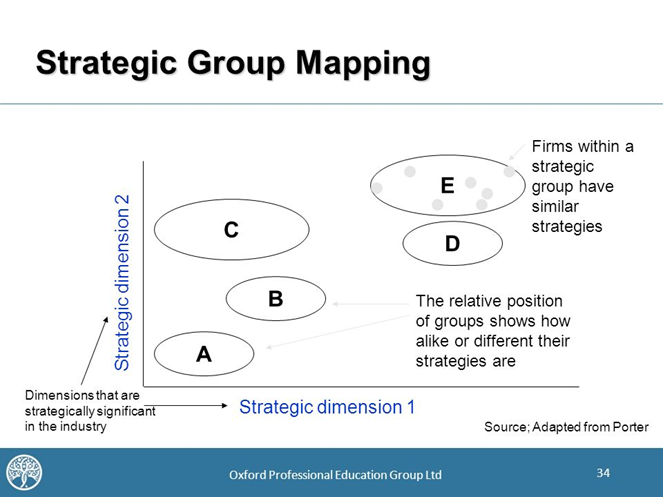 Strategic Group Mapping
Firms within a
strategic
group have
similar
strategies
E
C
D
B
A
Strategic dimension 2
The relative position
of groups shows how
alike or different their
strategies are
Dimensions that are
strategically significant
in the industry
Strategic dimension 1
Source; Adapted from Porter
Oxford Professional Education Group Ltd
34